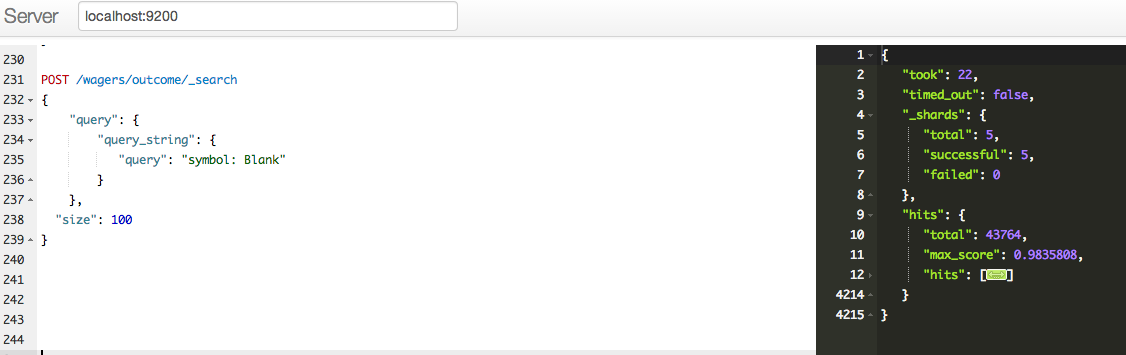 Server localhost:9200
230
231 POST /wagers/outcome/_search
232 {
233 "query": {
234 "query_string": {
235 "query": "symbol: Blank"
236 }
237 },
238 "size": 100
239 }
240
241
242
243
244
1 {
2 "took": 22,
3 "timed_out": false,
4 "_shards": {
5 "total": 5,
6 "successful": 5,
7 "failed": 0
8 },
9 "hits": {
10 "total": 43764,
11 "max_score": 0.9835808,
12 "hits": []
4214 }
4215 }